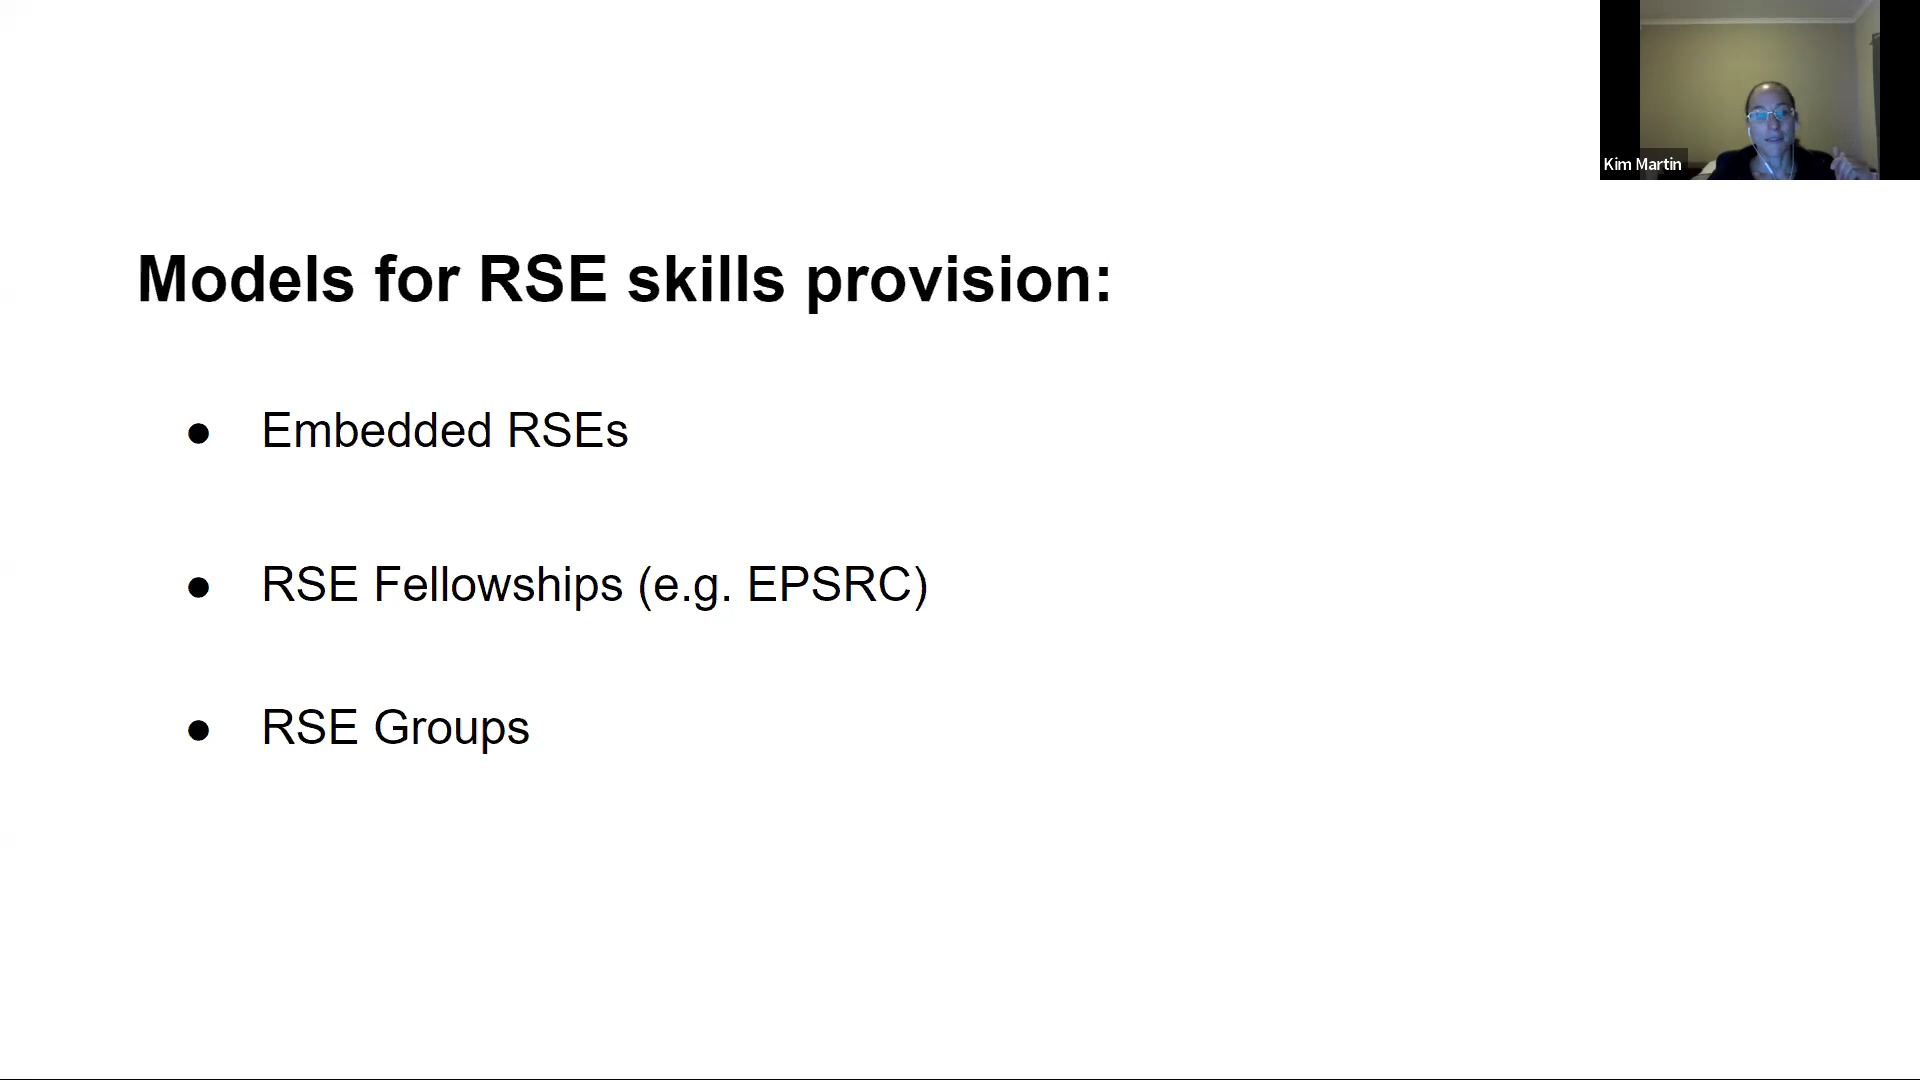 Kim Martin
Models for RSE skills provision:
● Embedded RSEs
● RSE Fellowships (e.g. EPSRC)
● RSE Groups